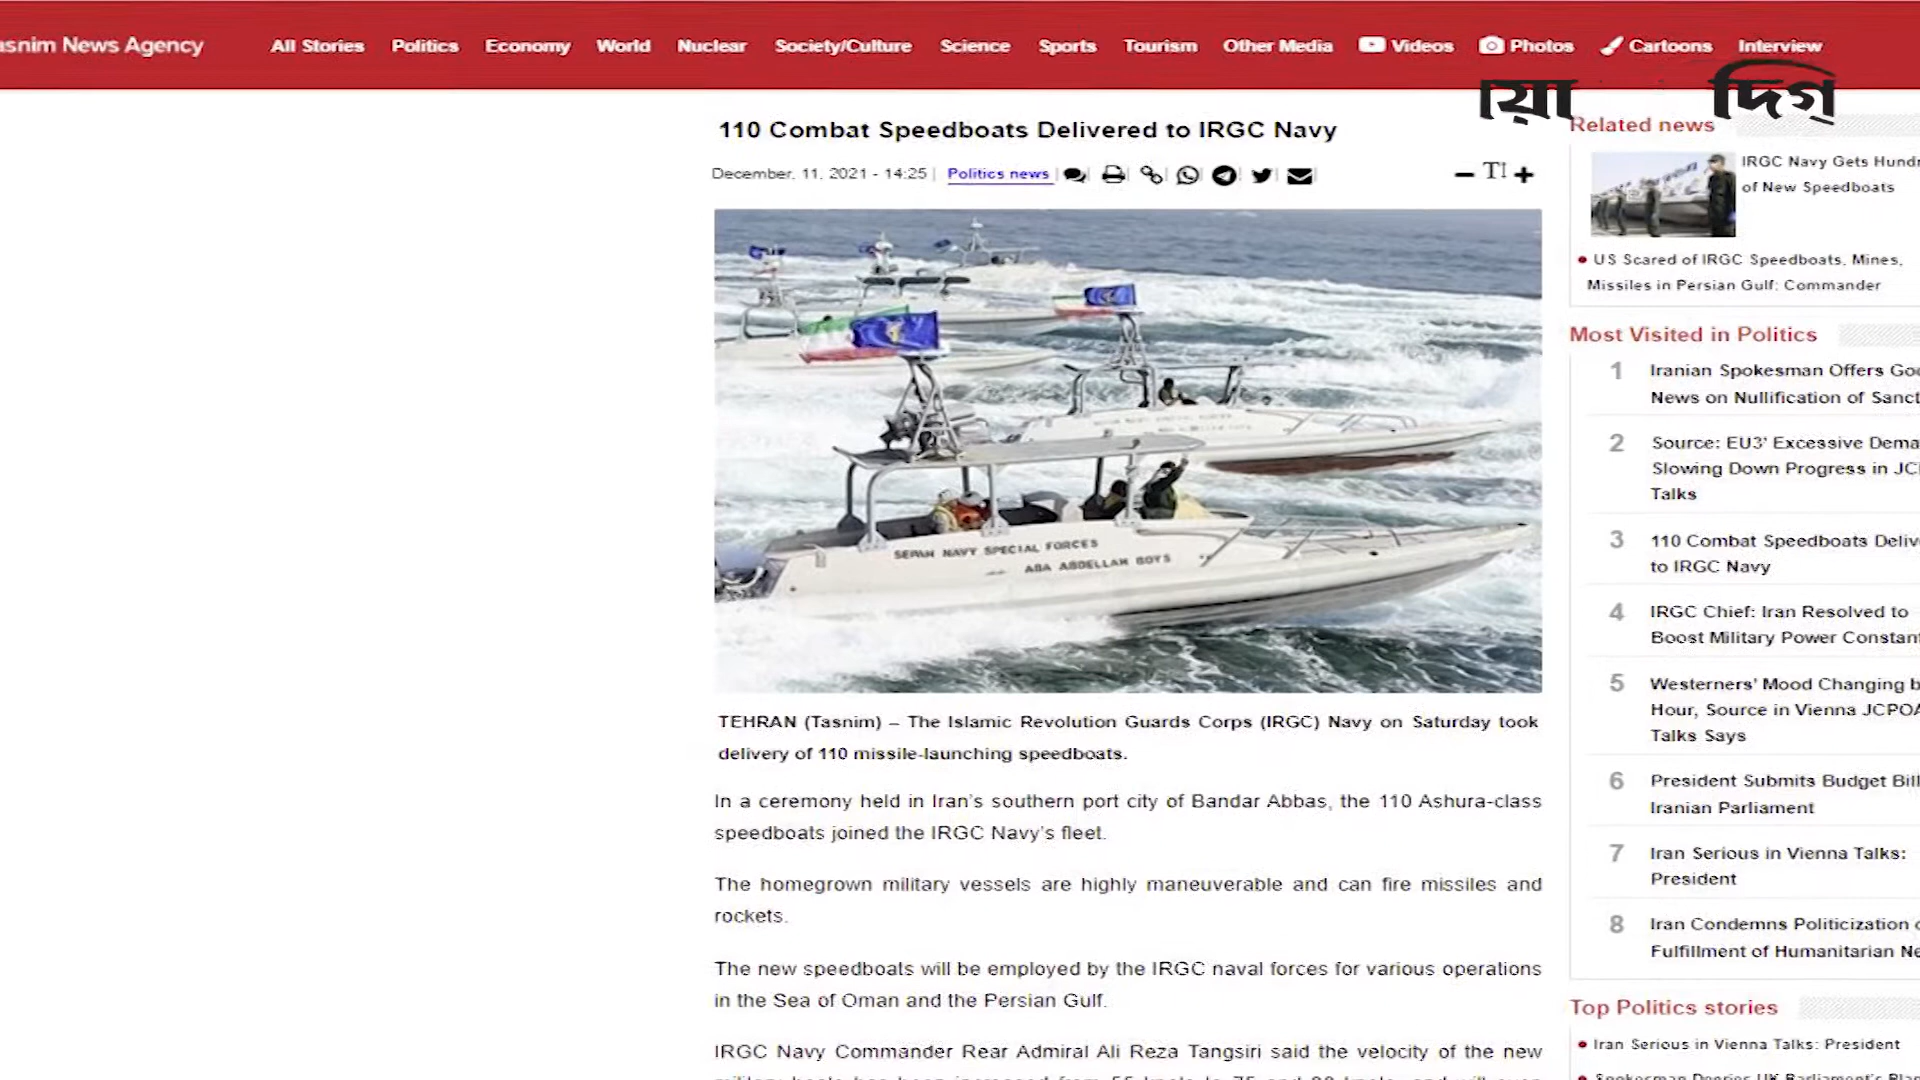 News Agency
All Stories Politics Economy World Nuclear Society/Culture Science Sports Tourism Other Media Videos Photos Cartoons Interview
য়ো দিগ
110 Combat Speedboats Delivered to IRGC Navy
December, 11, 2021 - 14:25 Politics news
− T! +
SEPAH NAVY SPECIAL FORCES
ABA ABDELLAH BOYS
TEHRAN (Tasnim) – The Islamic Revolution Guards Corps (IRGC) Navy on Saturday took
delivery of 110 missile-launching speedboats.
In a ceremony held in Iran's southern port city of Bandar Abbas, the 110 Ashura-class
speedboats joined the IRGC Navy's fleet.
The homegrown military vessels are highly maneuverable and can fire missiles and
rockets.
The new speedboats will be employed by the IRGC naval forces for various operations
in the Sea of Oman and the Persian Gulf.
IRGC Navy Commander Rear Admiral Ali Reza Tangsiri said the velocity of the new
Related news
IRGC Navy Gets
of New Speedboats
• US Scared of IRGC Speedboats, Mines,
Missiles in Persian Gulf: Commander
Most Visited in Politics
1 Iranian Spokesman Offers
News on Nullification of
2 Source: EU3' Excessive
Slowing Down Progress in
Talks
3 110 Combat Speedboats
to IRGC Navy
4 IRGC Chief: Iran Resolved to
Boost Military Power
5 Westerners' Mood Changing
Hour, Source in Vienna
Talks Says
6 President Submits Budget Bill
Iranian Parliament
7 Iran Serious in Vienna Talks:
President
8 Iran Condemns Politicization
Fulfillment of Humanitarian
Top Politics stories
• Iran Serious in Vienna Talks: President